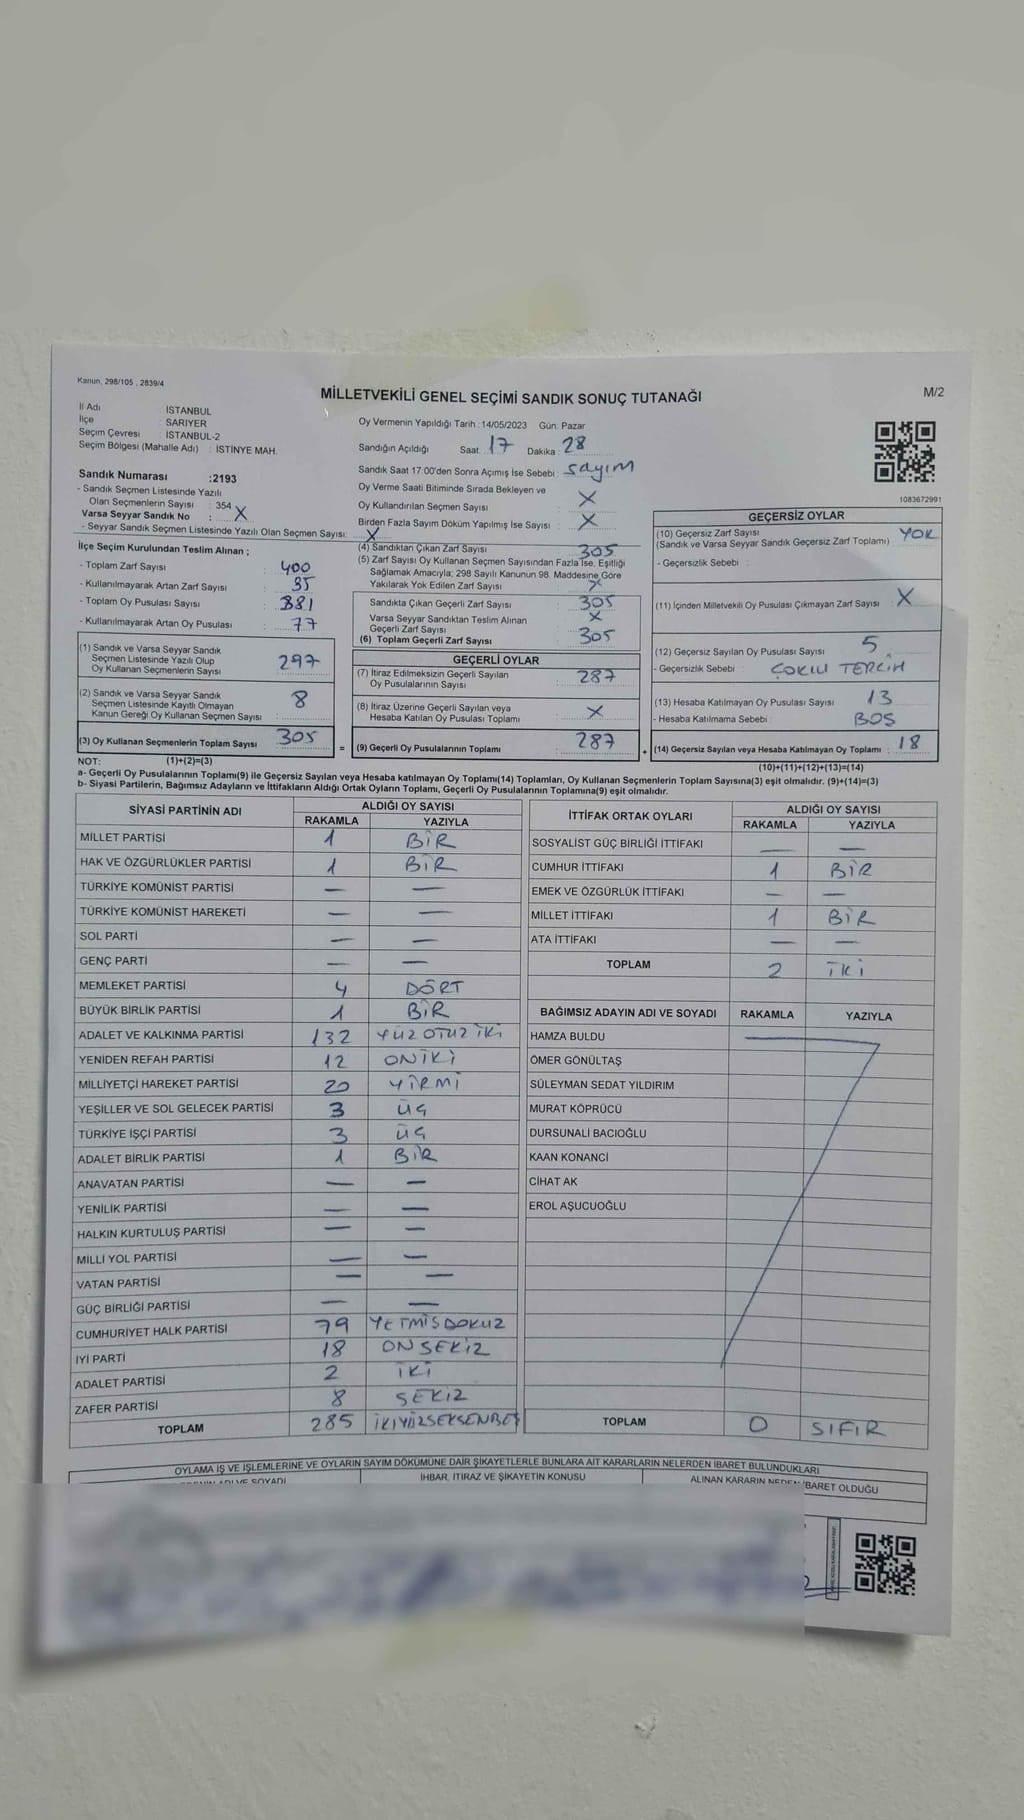 Kanun, 298/105 , 2839/4
MİLLETVEKİLİ GENEL SEÇİMİ SANDIK SONUÇ TUTANAĞI
M/2
İl Adı : İSTANBUL
İlçe : SARIYER
Seçim Çevresi : İSTANBUL-2
Seçim Bölgesi (Mahalle Adı) : İSTİNYE MAH.
Sandık Numarası :2193
- Sandık Seçmen Listesinde Yazılı
Olan Seçmenlerin Sayısı : 354
Varsa Seyyar Sandık No : X
- Seyyar Sandık Seçmen Listesinde Yazılı Olan Seçmen Sayısı: X
İlçe Seçim Kurulundan Teslim Alınan ;
- Toplam Zarf Sayısı : 400
- Kullanılmayarak Artan Zarf Sayısı : 35
- Toplam Oy Pusulası Sayısı : 381
- Kullanılmayarak Artan Oy Pusulası : 77
(1) Sandık ve Varsa Seyyar Sandık
Seçmen Listesinde Yazılı Olup
Oy Kullanan Seçmenlerin Sayısı : 297
(2) Sandık ve Varsa Seyyar Sandık
Seçmen Listesinde Kayıtlı Olmayan
Kanun Gereği Oy Kullanan Seçmen Sayısı : 8
(3) Oy Kullanan Seçmenlerin Toplam Sayısı : 305
Oy Vermenin Yapıldığı Tarih : 14/05/2023 Gün: Pazar
Sandığın Açıldığı Saat : 17 Dakika : 28
Sandık Saat 17:00'den Sonra Açımış İse Sebebi : sayım
Oy Verme Saati Bitiminde Sırada Bekleyen ve
Oy Kullandırılan Seçmen Sayısı : X
Birden Fazla Sayım Döküm Yapılmış İse Sayısı : X
(4) Sandıktan Çıkan Zarf Sayısı : 305
(5) Zarf Sayısı Oy Kullanan Seçmen Sayısından Fazla İse, Eşitliği
Sağlamak Amacıyla; 298 Sayılı Kanunun 98. Maddesine Göre
Yakılarak Yok Edilen Zarf Sayısı : X
Sandıkta Çıkan Geçerli Zarf Sayısı : 305
Varsa Seyyar Sandıktan Teslim Alınan
Geçerli Zarf Sayısı : X
(6) Toplam Geçerli Zarf Sayısı : 305
GEÇERLİ OYLAR
(7) İtiraz Edilmeksizin Geçerli Sayılan
Oy Pusulalarının Sayısı : 287
(8) İtiraz Üzerine Geçerli Sayılan veya
Hesaba Katılan Oy Pusulası Toplamı : X
= (9) Geçerli Oy Pusulalarının Toplamı : 287
1083672991
GEÇERSİZ OYLAR
(10) Geçersiz Zarf Sayısı : YOK
(Sandık ve Varsa Seyyar Sandık Geçersiz Zarf Toplamı)
- Geçersizlik Sebebi :
(11) İçinden Milletvekili Oy Pusulası Çıkmayan Zarf Sayısı : X
(12) Geçersiz Sayılan Oy Pusulası Sayısı : 5
- Geçersizlik Sebebi : ÇOKLU TERCİH
(13) Hesaba Katılmayan Oy Pusulası Sayısı : 13
- Hesaba Katılmama Sebebi : BOŞ
+ (14) Geçersiz Sayılan veya Hesaba Katılmayan Oy Toplamı : 18
NOT: (1)+(2)=(3) (10)+(11)+(12)+(13)=(14)
a- Geçerli Oy Pusulalarının Toplamı(9) ile Geçersiz Sayılan veya Hesaba katılmayan Oy Toplamı(14) Toplamları, Oy Kullanan Seçmenlerin Toplam Sayısına(3) eşit olmalıdır. (9)+(14)=(3)
b- Siyasi Partilerin, Bağımsız Adayların ve İttifakların Aldığı Ortak Oyların Toplamı, Geçerli Oy Pusulalarının Toplamına(9) eşit olmalıdır.
SİYASİ PARTİNİN ADI ALDIĞI OY SAYISI
RAKAMLA YAZIYLA
MİLLET PARTİSİ 1 BİR
HAK VE ÖZGÜRLÜKLER PARTİSİ 1 BİR
TÜRKİYE KOMÜNİST PARTİSİ — —
TÜRKİYE KOMÜNİST HAREKETİ — —
SOL PARTİ — —
GENÇ PARTİ — —
MEMLEKET PARTİSİ 4 DÖRT
BÜYÜK BİRLİK PARTİSİ 1 BİR
ADALET VE KALKINMA PARTİSİ 132 YÜZ OTUZ İKİ
YENİDEN REFAH PARTİSİ 12 ONİKİ
MİLLİYETÇİ HAREKET PARTİSİ 20 YİRMİ
YEŞİLLER VE SOL GELECEK PARTİSİ 3 ÜÇ
TÜRKİYE İŞÇİ PARTİSİ 3 ÜÇ
ADALET BİRLİK PARTİSİ 1 BİR
ANAVATAN PARTİSİ — —
YENİLİK PARTİSİ — —
HALKIN KURTULUŞ PARTİSİ — —
MİLLİ YOL PARTİSİ — —
VATAN PARTİSİ — —
GÜÇ BİRLİĞİ PARTİSİ — —
CUMHURİYET HALK PARTİSİ 79 YETMİSDOKUZ
İYİ PARTİ 18 ONSEKİZ
ADALET PARTİSİ 2 İKİ
ZAFER PARTİSİ 8 SEKİZ
TOPLAM 285 İKİYÜZSEKSENBEŞ
İTTİFAK ORTAK OYLARI ALDIĞI OY SAYISI
RAKAMLA YAZIYLA
SOSYALİST GÜÇ BİRLİĞİ İTTİFAKI — —
CUMHUR İTTİFAKI 1 BİR
EMEK VE ÖZGÜRLÜK İTTİFAKI — —
MİLLET İTTİFAKI 1 BİR
ATA İTTİFAKI — —
TOPLAM 2 İKİ
BAĞIMSIZ ADAYIN ADI VE SOYADI RAKAMLA YAZIYLA
HAMZA BULDU
ÖMER GÖNÜLTAŞ
SÜLEYMAN SEDAT YILDIRIM
MURAT KÖPRÜCÜ
DURSUNALİ BACIOĞLU
KAAN KONANCİ
CİHAT AK
EROL AŞUCUOĞLU
TOPLAM 0 SIFIR
OYLAMA İŞ VE İŞLEMLERİNE VE OYLARIN SAYIM DÖKÜMÜNE DAİR ŞİKAYETLERLE BUNLARA AİT KARARLARIN NELERDEN İBARET BULUNDUKLARI
ADI VE SOYADI İHBAR, İTİRAZ VE ŞİKAYETİN KONUSU ALINAN KARARIN NEDEN İBARET OLDUĞU